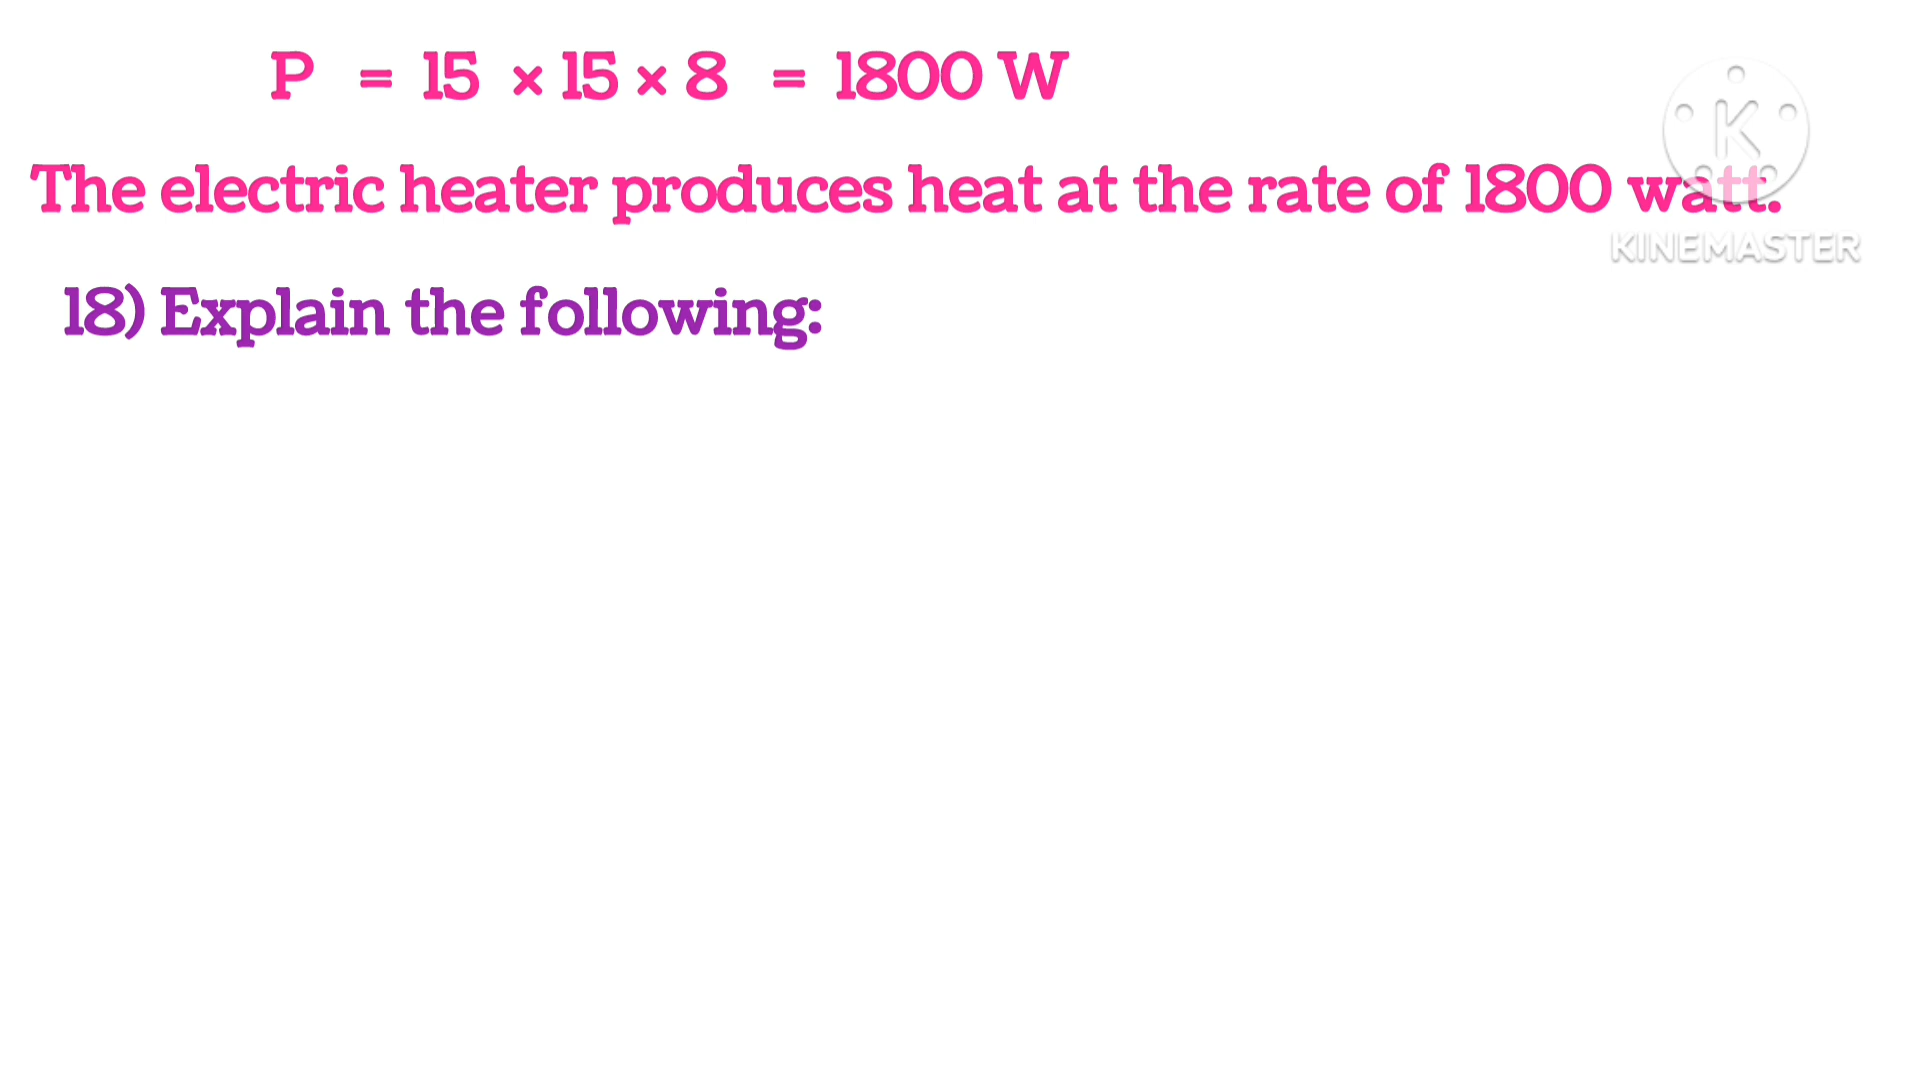 P = 15 × 15 × 8 = 1800 W
The electric heater produces heat at the rate of 1800 watt.
K
KINEMASTER
18) Explain the following: